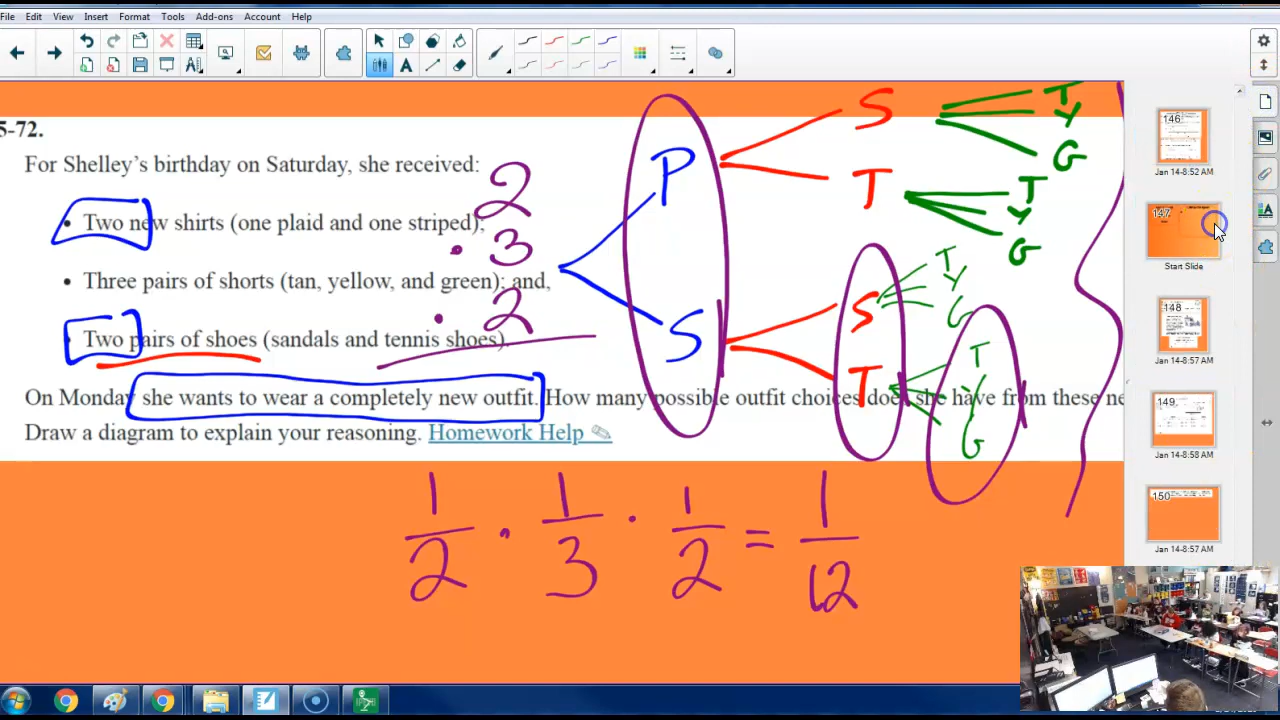 File Edit View Insert Format Tools Add-ons Account Help
5-72.
For Shelley's birthday on Saturday, she received:
• Two new shirts (one plaid and one striped);
• Three pairs of shorts (tan, yellow, and green); and,
• Two pairs of shoes (sandals and tennis shoes).
On Monday she wants to wear a completely new outfit. How many possible outfit choices does she have from these ne
Draw a diagram to explain your reasoning. Homework Help
2
· 3
· 2
P
S
S
T
S
T
T
Y
G
T
Y
G
T
Y
G
T
Y
G
1/2 · 1/3 · 1/2 = 1/12
146
Jan 14-8:52 AM
147
Start Slide
148
Jan 14-8:57 AM
149
Jan 14-8:58 AM
150
Jan 14-8:57 AM